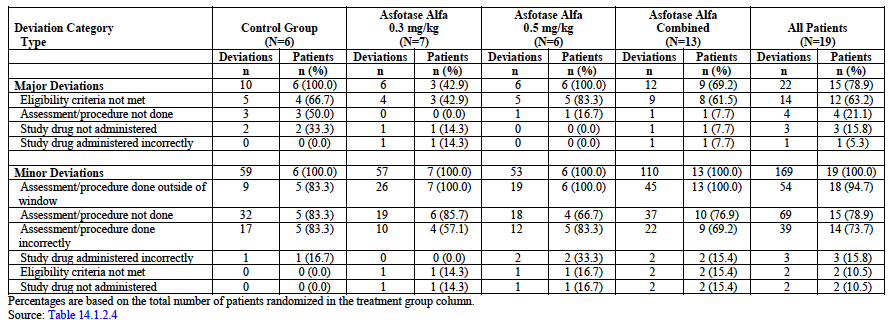 Deviation Category Type Control Group (N=6) Asfotase Alfa 0.3 mg/kg (N=7) Asfotase Alfa 0.5 mg/kg (N=6) Asfotase Alfa Combined (N=13) All Patients (N=19)
Deviations n Patients n (%) Deviations n Patients n (%) Deviations n Patients n (%) Deviations n Patients n (%) Deviations n Patients n (%)
Major Deviations 10 6 (100.0) 6 3 (42.9) 6 6 (100.0) 12 9 (69.2) 22 15 (78.9)
Eligibility criteria not met 5 4 (66.7) 4 3 (42.9) 5 5 (83.3) 9 8 (61.5) 14 12 (63.2)
Assessment/procedure not done 3 3 (50.0) 0 0 (0.0) 1 1 (16.7) 1 1 (7.7) 4 4 (21.1)
Study drug not administered 2 2 (33.3) 1 1 (14.3) 0 0 (0.0) 1 1 (7.7) 3 3 (15.8)
Study drug administered incorrectly 0 0 (0.0) 1 1 (14.3) 0 0 (0.0) 1 1 (7.7) 1 1 (5.3)
Minor Deviations 59 6 (100.0) 57 7 (100.0) 53 6 (100.0) 110 13 (100.0) 169 19 (100.0)
Assessment/procedure done outside of window 9 5 (83.3) 26 7 (100.0) 19 6 (100.0) 45 13 (100.0) 54 18 (94.7)
Assessment/procedure not done 32 5 (83.3) 19 6 (85.7) 18 4 (66.7) 37 10 (76.9) 69 15 (78.9)
Assessment/procedure done incorrectly 17 5 (83.3) 10 4 (57.1) 12 5 (83.3) 22 9 (69.2) 39 14 (73.7)
Study drug administered incorrectly 1 1 (16.7) 0 0 (0.0) 2 2 (33.3) 2 2 (15.4) 3 3 (15.8)
Eligibility criteria not met 0 0 (0.0) 1 1 (14.3) 1 1 (16.7) 2 2 (15.4) 2 2 (10.5)
Study drug not administered 0 0 (0.0) 1 1 (14.3) 1 1 (16.7) 2 2 (15.4) 2 2 (10.5)
Percentages are based on the total number of patients randomized in the treatment group column.
Source: Table 14.1.2.4